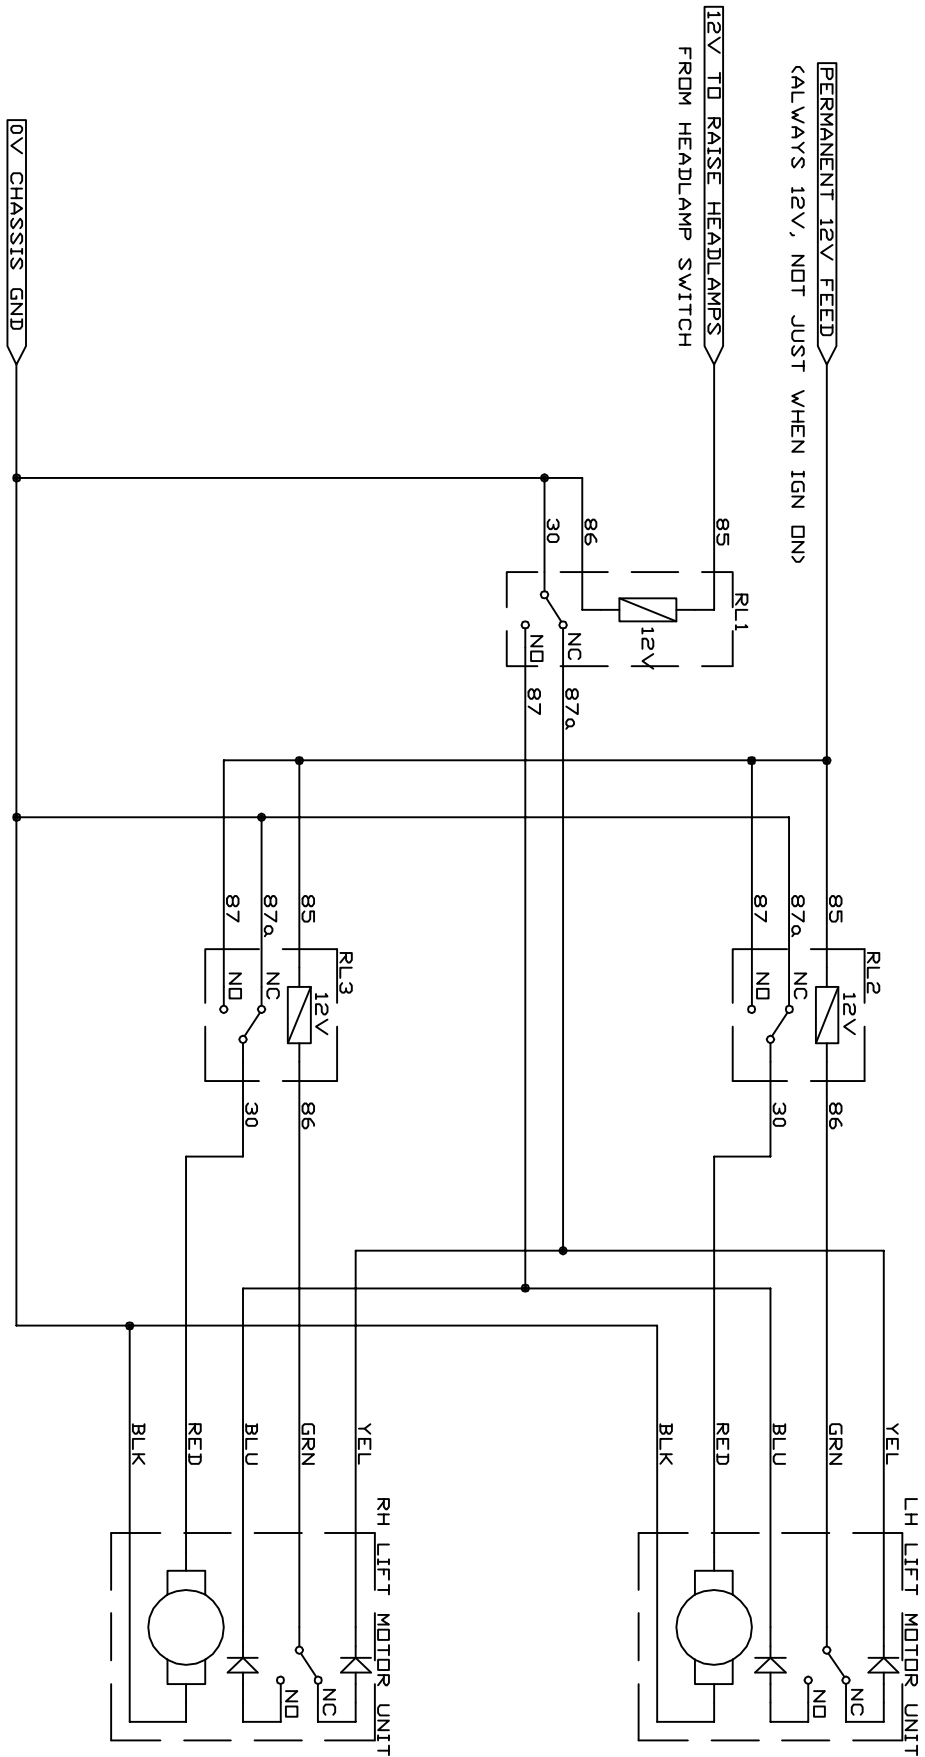 PERMANENT 12V FEED
(ALWAYS 12V, NOT JUST WHEN IGN ON)
12V TO RAISE HEADLAMPS
FROM HEADLAMP SWITCH
0V CHASSIS GND
RL1
85
12V
86
30
NC
NO
87a
87
RL2
85
12V
86
87a
NC
87
NO
30
RL3
85
12V
86
87a
NC
87
NO
30
LH LIFT MOTOR UNIT
YEL
GRN
BLU
RED
BLK
NC
NO
RH LIFT MOTOR UNIT
YEL
GRN
BLU
RED
BLK
NC
NO